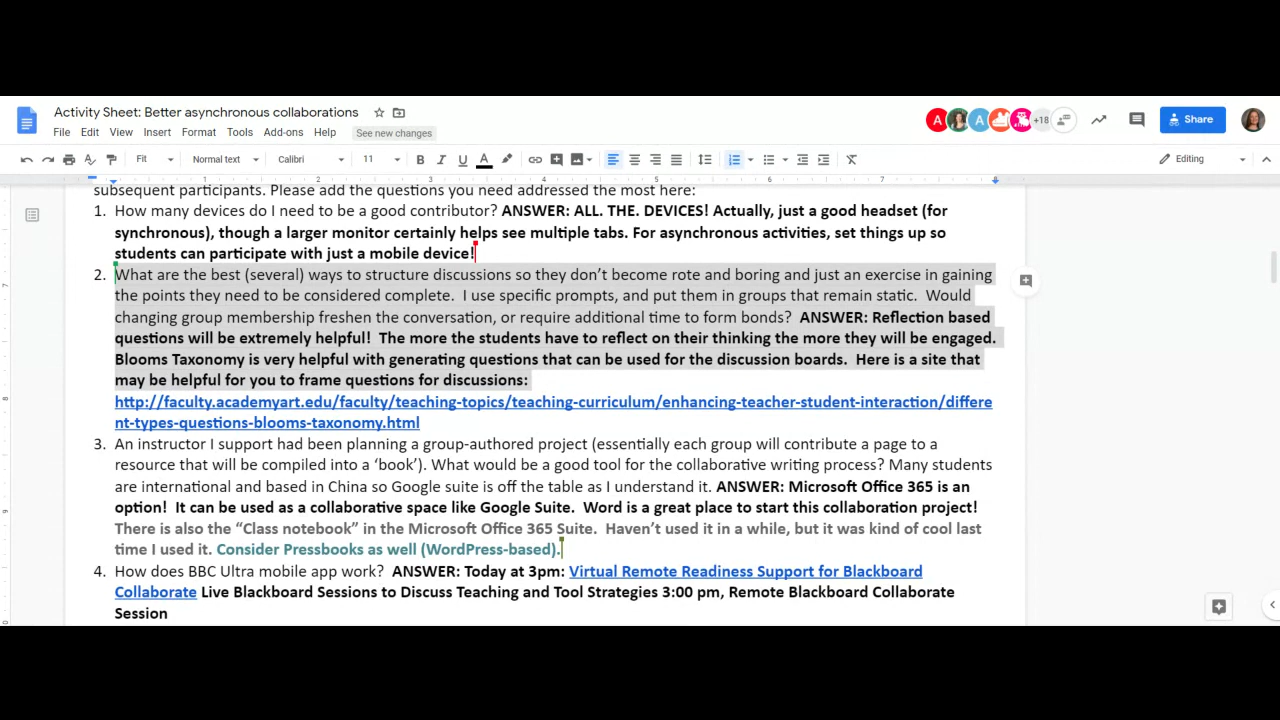 Activity Sheet: Better asynchronous collaborations
File Edit View Insert Format Tools Add-ons Help See new changes
A A +18 Share
Fit Normal text Calibri 11 B I U A Editing
1 2 3 4 5 6 7 8
subsequent participants. Please add the questions you need addressed the most here:
1. How many devices do I need to be a good contributor? ANSWER: ALL. THE. DEVICES! Actually, just a good headset (for
synchronous), though a larger monitor certainly helps see multiple tabs. For asynchronous activities, set things up so
students can participate with just a mobile device!
2. What are the best (several) ways to structure discussions so they don't become rote and boring and just an exercise in gaining
the points they need to be considered complete.  I use specific prompts, and put them in groups that remain static.  Would
changing group membership freshen the conversation, or require additional time to form bonds?  ANSWER: Reflection based
questions will be extremely helpful!  The more the students have to reflect on their thinking the more they will be engaged.
Blooms Taxonomy is very helpful with generating questions that can be used for the discussion boards.  Here is a site that
may be helpful for you to frame questions for discussions:
http://faculty.academyart.edu/faculty/teaching-topics/teaching-curriculum/enhancing-teacher-student-interaction/differe
nt-types-questions-blooms-taxonomy.html
3. An instructor I support had been planning a group-authored project (essentially each group will contribute a page to a
resource that will be compiled into a 'book'). What would be a good tool for the collaborative writing process? Many students
are international and based in China so Google suite is off the table as I understand it. ANSWER: Microsoft Office 365 is an
option!  It can be used as a collaborative space like Google Suite.  Word is a great place to start this collaboration project!
There is also the "Class notebook" in the Microsoft Office 365 Suite.  Haven't used it in a while, but it was kind of cool last
time I used it. Consider Pressbooks as well (WordPress-based).
4. How does BBC Ultra mobile app work?  ANSWER: Today at 3pm: Virtual Remote Readiness Support for Blackboard
Collaborate Live Blackboard Sessions to Discuss Teaching and Tool Strategies 3:00 pm, Remote Blackboard Collaborate
Session